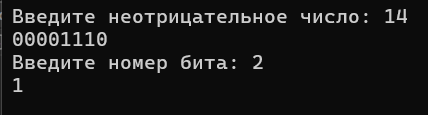 Введите неотрицательное число: 14
00001110
Введите номер бита: 2
1